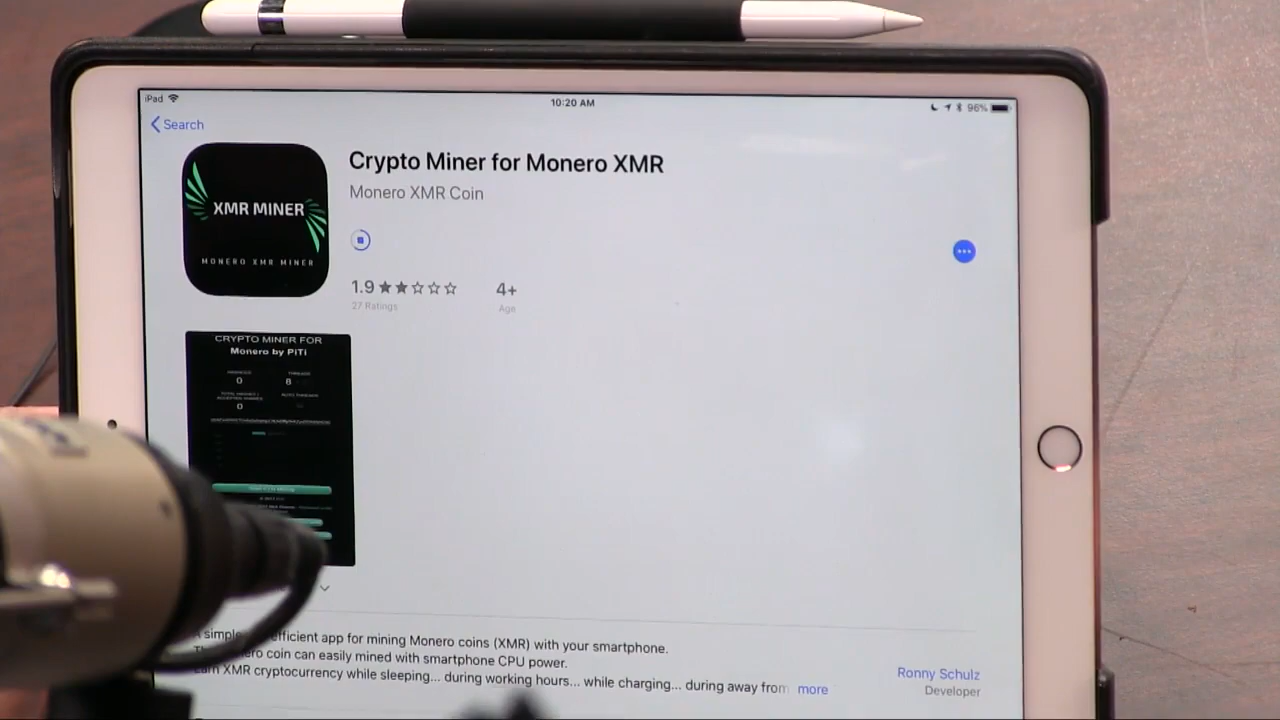 iPad
10:20 AM
96%
Search
XMR MINER
MONERO XMR MINER
Crypto Miner for Monero XMR
Monero XMR Coin
1.9
27 Ratings
4+
Age
CRYPTO MINER FOR
Monero by PiTi
0
8
0
simple efficient app for mining Monero coins (XMR) with your smartphone.
coin can easily mined with smartphone CPU power.
XMR cryptocurrency while sleeping... during working hours... while charging... during away from more
Ronny Schulz
Developer